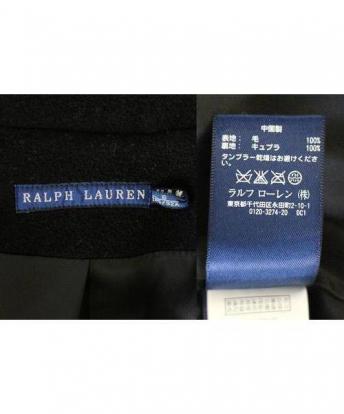 RALPH LAUREN
中国製
表地: 毛 100%
裏地: キュプラ 100%
タンブラー乾燥はお避けくださ
い。
ラルフ ローレン (株)
東京都千代田区永田町2-10-1
0120-3274-20 DC1